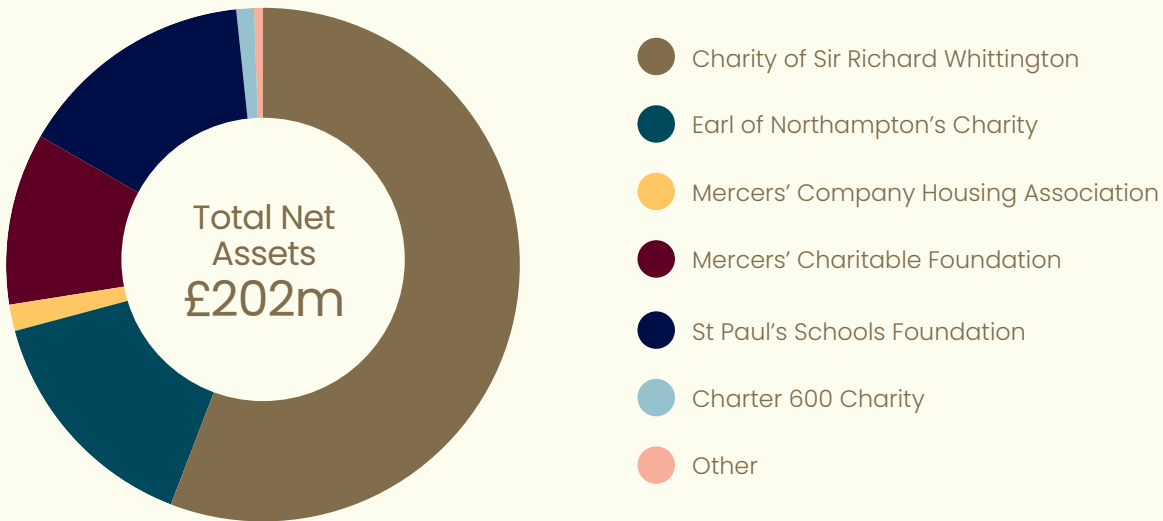 Total Net
Assets
£202m
Charity of Sir Richard Whittington
Earl of Northampton's Charity
Mercers' Company Housing Association
Mercers' Charitable Foundation
St Paul's Schools Foundation
Charter 600 Charity
Other